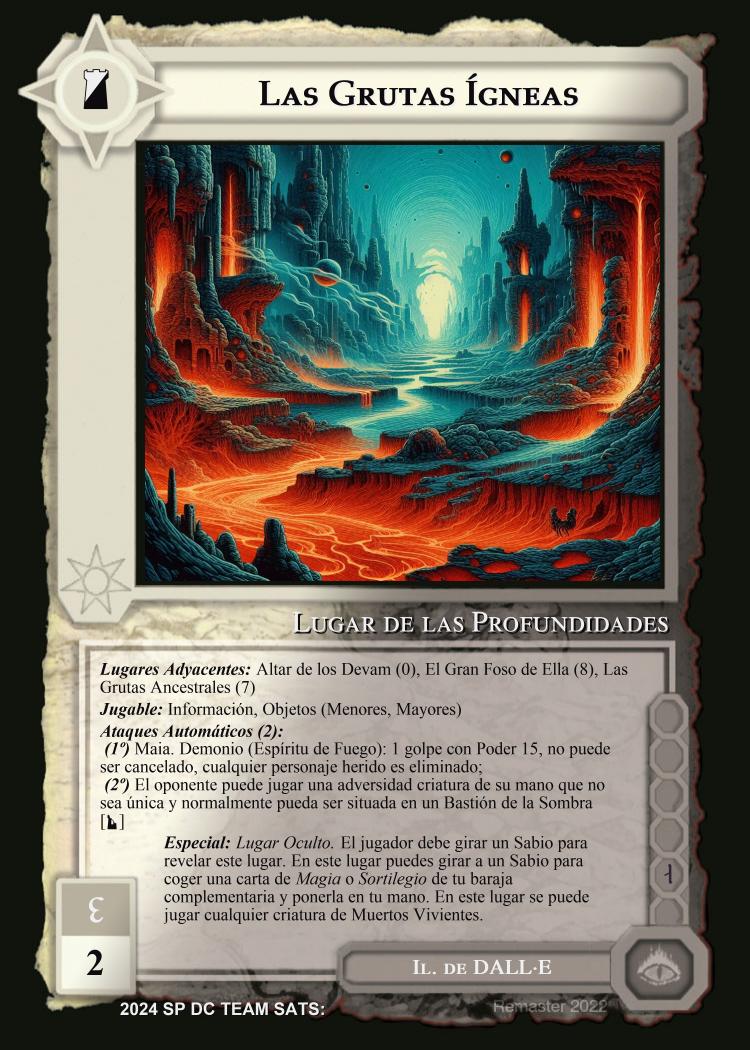 Las Grutas Ígneas
Lugar de las Profundidades
Lugares Adyacentes: Altar de los Devam (0), El Gran Foso de Ella (8), Las
Grutas Ancestrales (7)
Jugable: Información, Objetos (Menores, Mayores)
Ataques Automáticos (2):
(1º) Maia. Demonio (Espíritu de Fuego): 1 golpe con Poder 15, no puede
ser cancelado, cualquier personaje herido es eliminado;
(2º) El oponente puede jugar una adversidad criatura de su mano que no
sea única y normalmente pueda ser situada en un Bastión de la Sombra
[ ]
Especial: Lugar Oculto. El jugador debe girar un Sabio para
revelar este lugar. En este lugar puedes girar a un Sabio para
coger una carta de Magia o Sortilegio de tu baraja
complementaria y ponerla en tu mano. En este lugar se puede
jugar cualquier criatura de Muertos Vivientes.
2
Il. de DALL·E
2024 SP DC TEAM SATS:
Remaster 2022